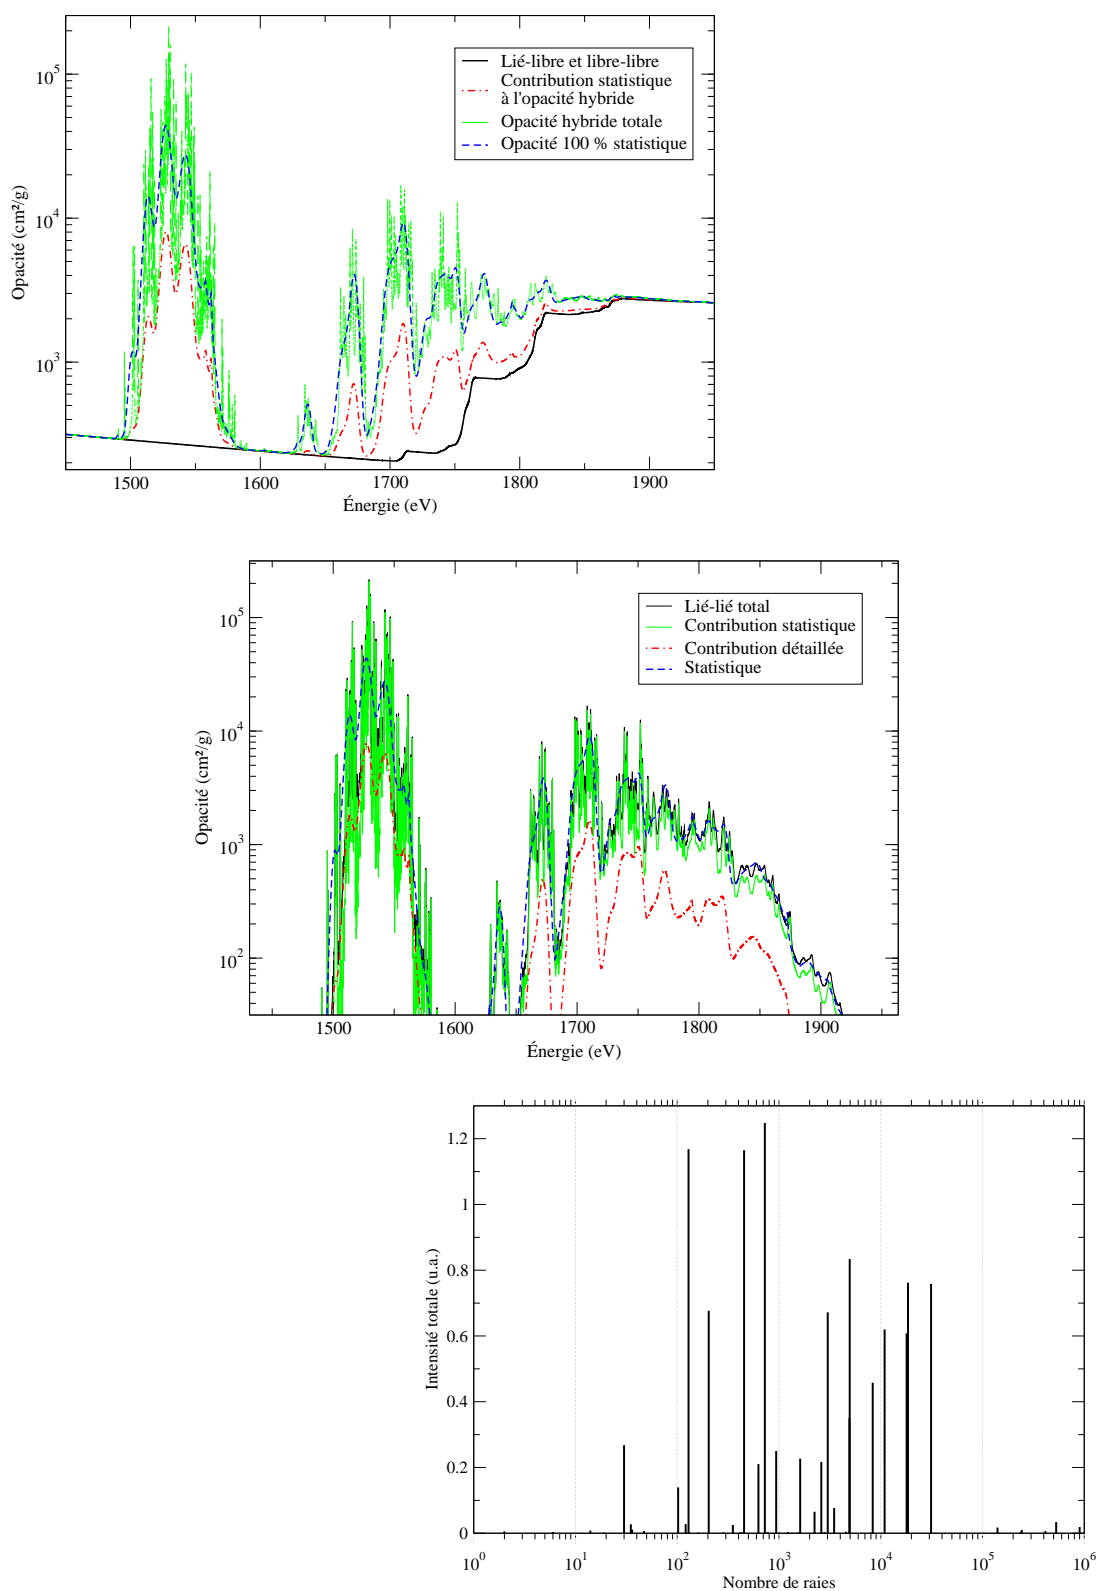 10⁵
10⁴
10³
Opacité (cm²/g)
Lié-libre et libre-libre
Contribution statistique
à l'opacité hybride
Opacité hybride totale
Opacité 100 % statistique
1500 1600 1700 1800 1900
Énergie (eV)
10⁵
10⁴
10³
10²
Opacité (cm²/g)
Lié-lié total
Contribution statistique
Contribution détaillée
Statistique
1500 1600 1700 1800 1900
Énergie (eV)
1.2
1
0.8
0.6
0.4
0.2
0
Intensité totale (u.a.)
10⁰ 10¹ 10² 10³ 10⁴ 10⁵ 10⁶
Nombre de raies